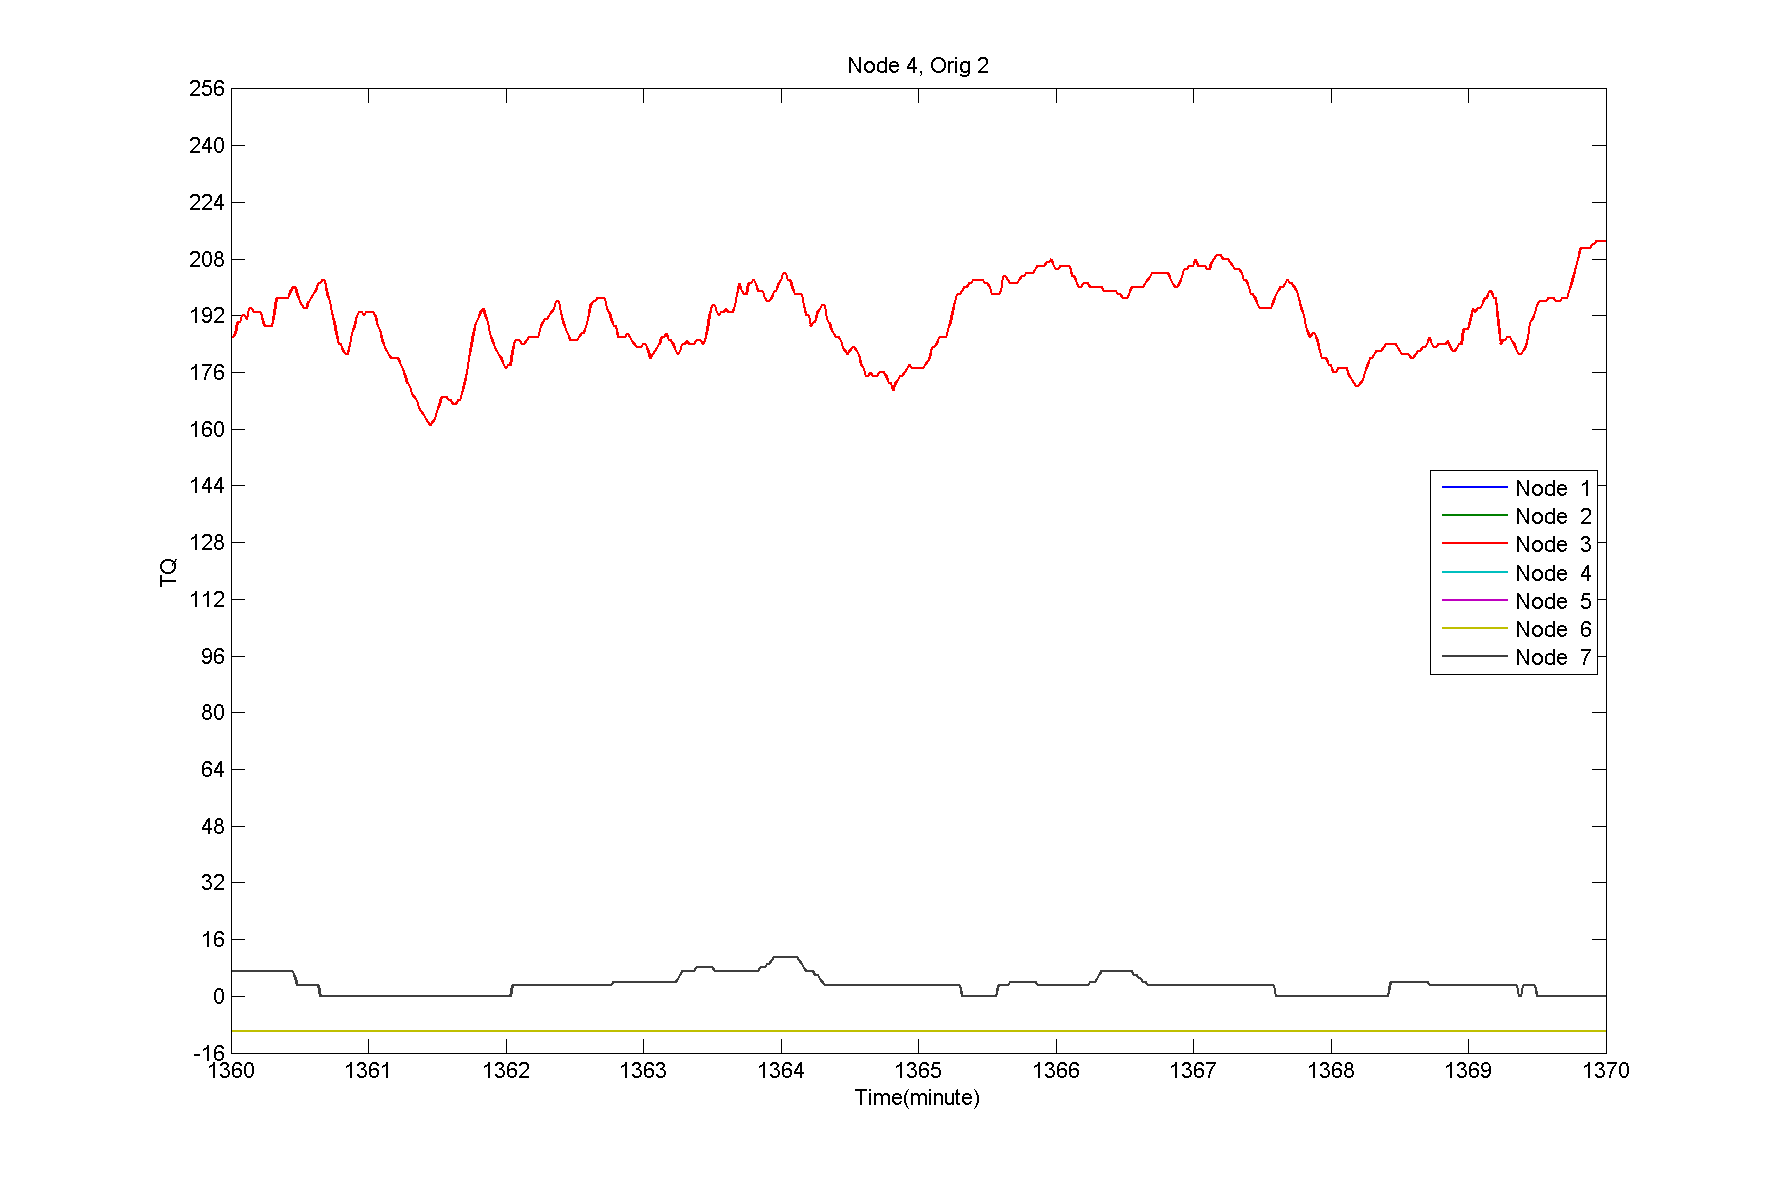 Node 4, Orig 2
256
240
224
208
192
176
160
144
128
112
96
80
64
48
32
16
0
-16
TQ
Node 1
Node 2
Node 3
Node 4
Node 5
Node 6
Node 7
1360 1361 1362 1363 1364 1365 1366 1367 1368 1369 1370
Time(minute)